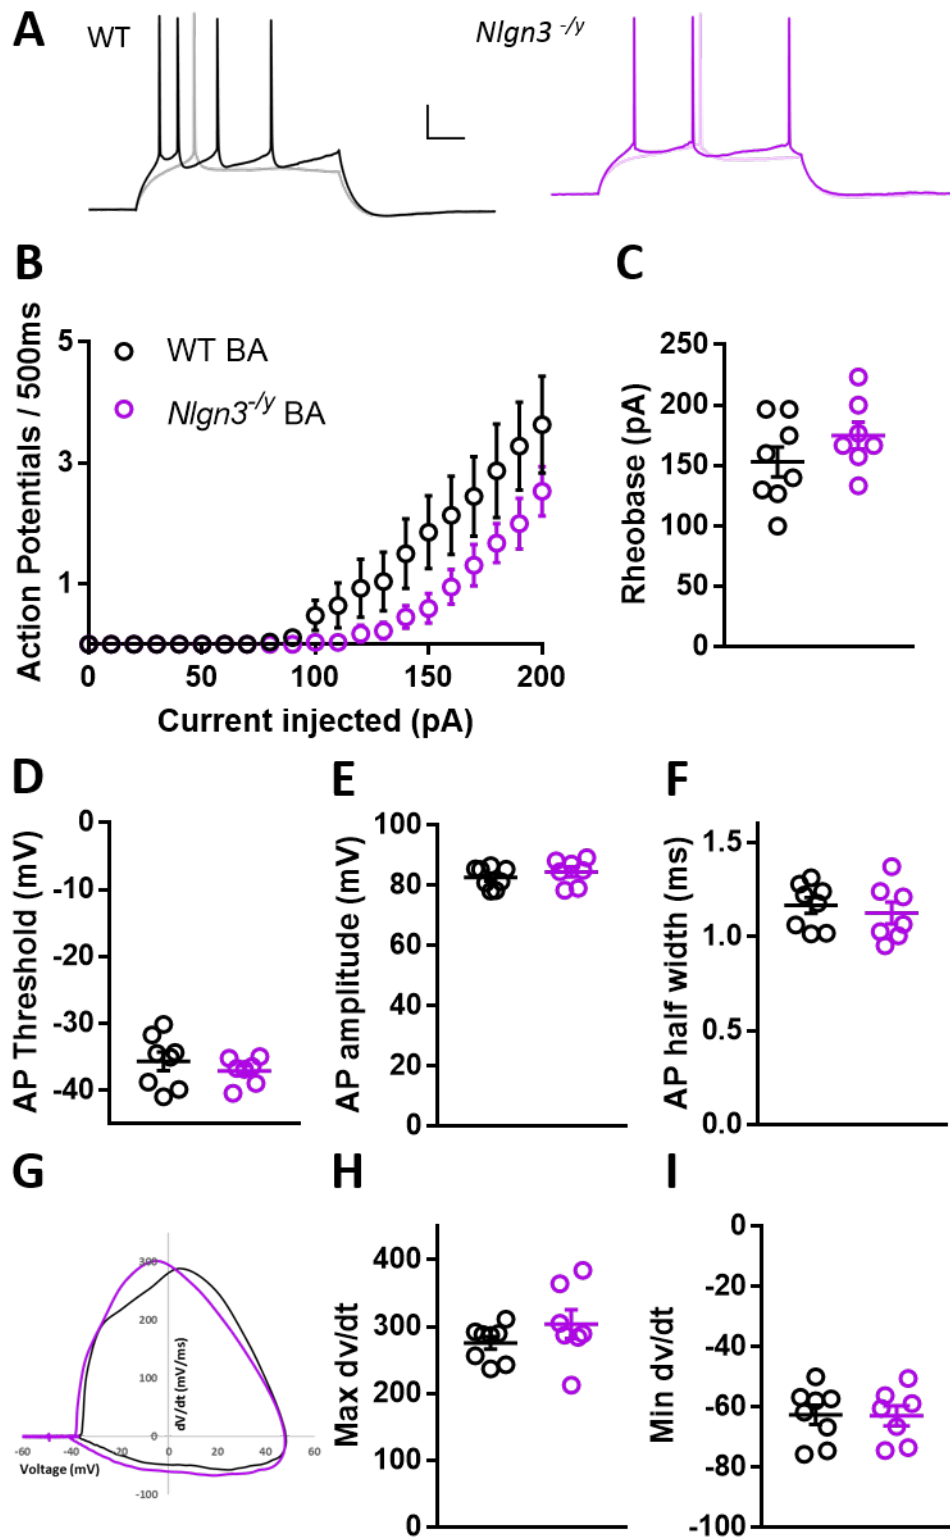 A
WT
Nlgn3 -/y
B
Action Potentials / 500ms
5
3
1
WT BA
Nlgn3-/y BA
0 50 100 150 200
Current injected (pA)
C
Rheobase (pA)
250
200
150
100
50
0
D
AP Threshold (mV)
0
-10
-20
-30
-40
E
AP amplitude (mV)
100
80
60
40
20
0
F
AP half width (ms)
1.5
1.0
0.5
0.0
G
300
200
100
0
-100
dV/dt (mV/ms)
-60 -40 -20 0 20 40 60
Voltage (mV)
H
Max dv/dt
400
300
200
100
0
I
Min dv/dt
-0
-20
-40
-60
-80
-100